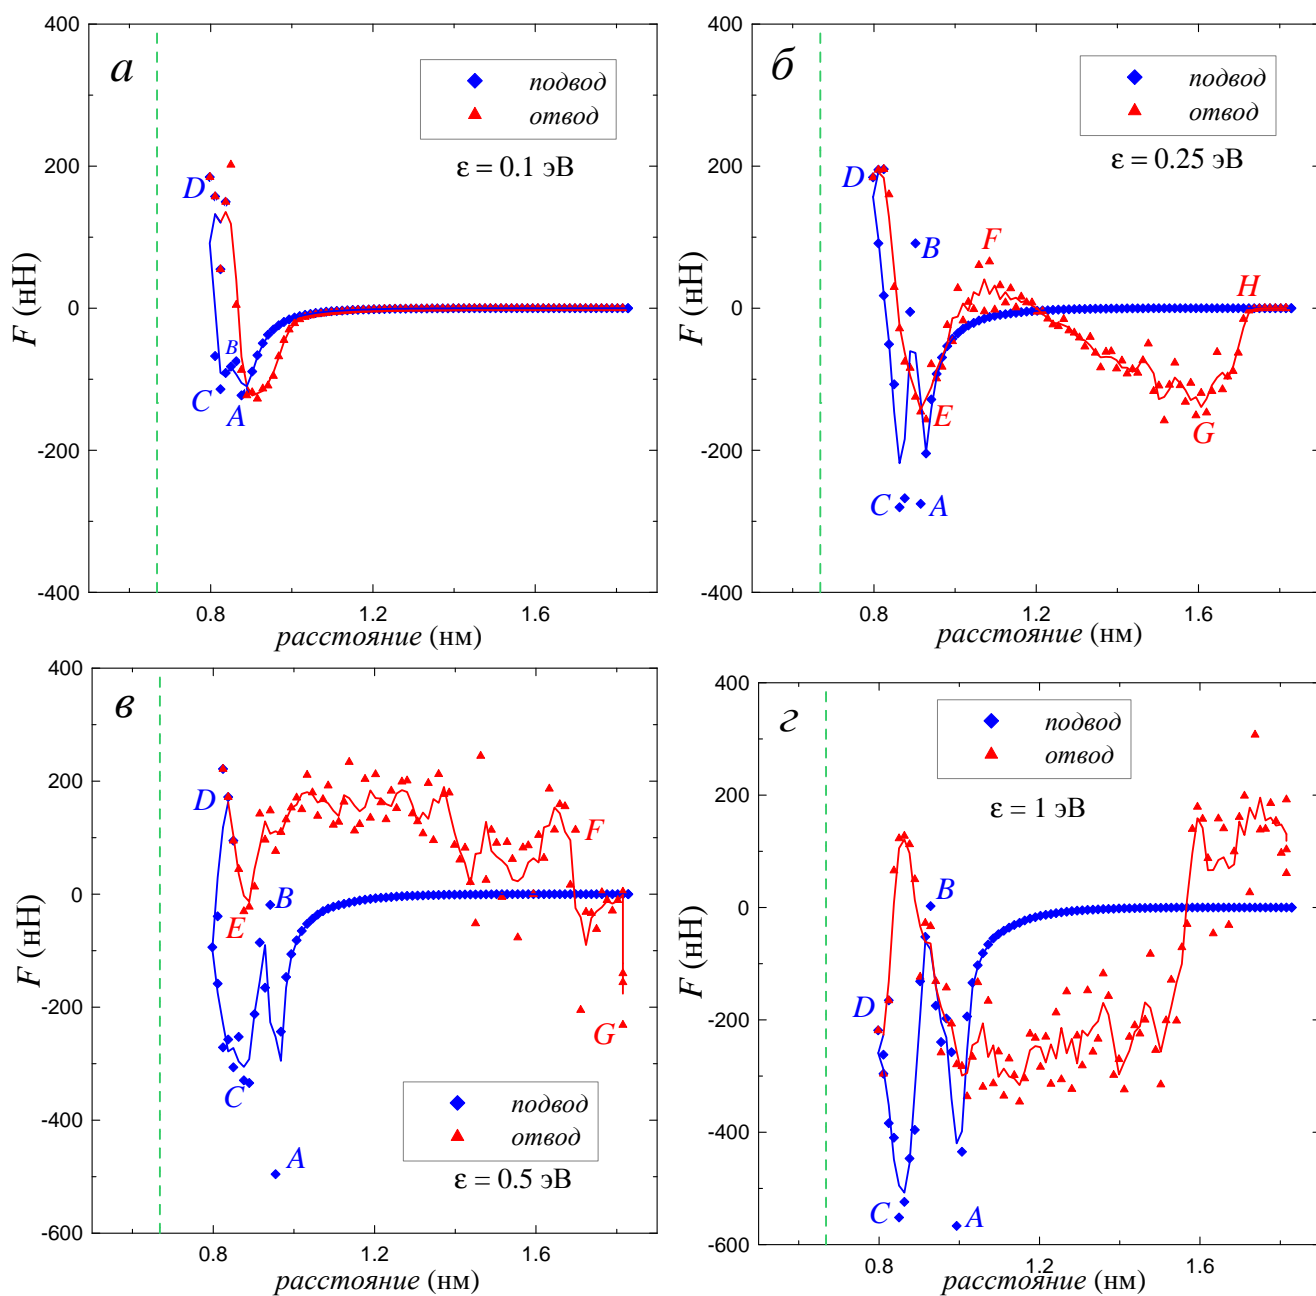 а
400
200
0
-200
-400
F (нН)
подвод
отвод
ε = 0.1 эВ
D
B
C
A
0.8
1.2
1.6
расстояние (нм)
б
400
200
0
-200
-400
F (нН)
подвод
отвод
ε = 0.25 эВ
D
B
F
H
E
G
C
A
0.8
1.2
1.6
расстояние (нм)
в
400
200
0
-200
-400
-600
F (нН)
D
B
E
F
C
G
A
подвод
отвод
ε = 0.5 эВ
0.8
1.2
1.6
расстояние (нм)
г
400
200
0
-200
-400
-600
F (нН)
подвод
отвод
ε = 1 эВ
B
D
C
A
0.8
1.2
1.6
расстояние (нм)